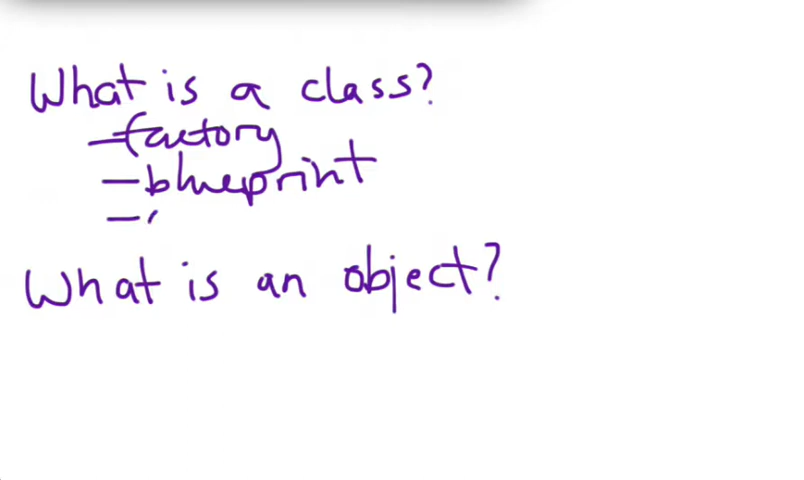 What is a class?
- factory
- blueprint
-
What is an object?